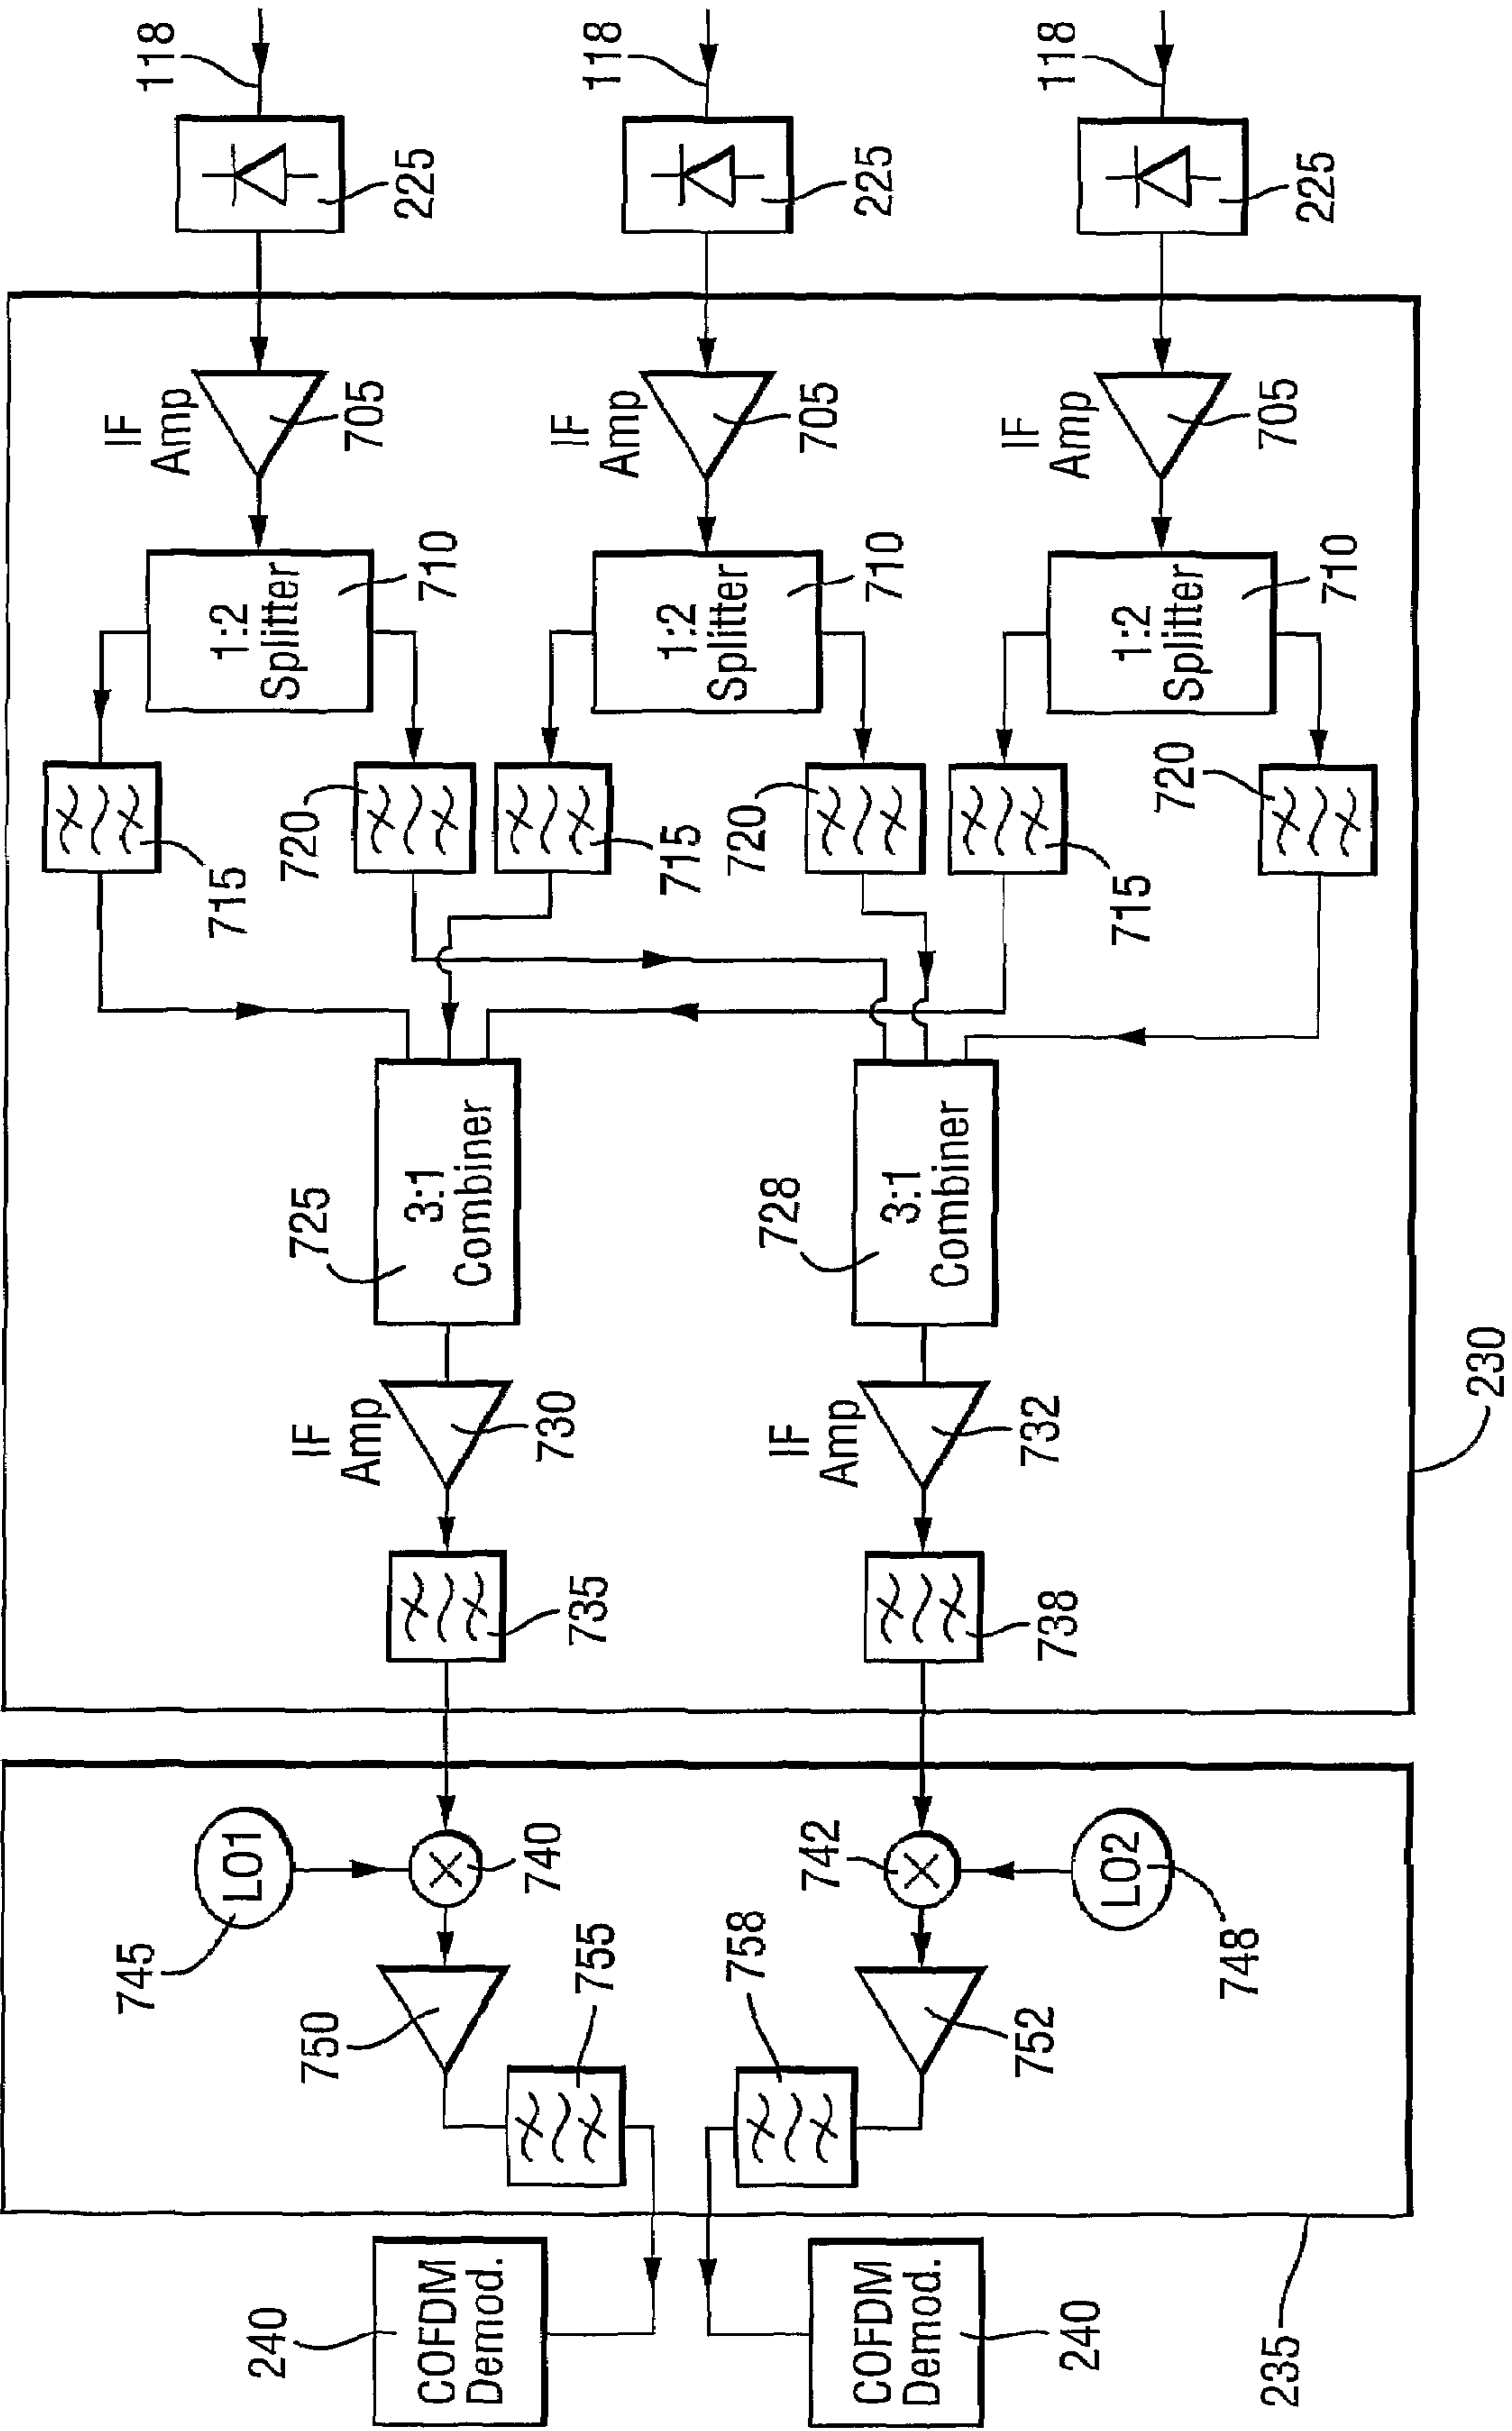 118
225
IF
Amp
705
1:2
Splitter
710
715
720
118
225
IF
Amp
705
1:2
Splitter
710
715
720
118
225
IF
Amp
705
1:2
Splitter
710
715
720
3:1
Combiner
725
3:1
Combiner
728
IF
Amp
730
IF
Amp
732
735
738
230
LO1
745
740
742
LO2
748
750
755
758
752
235
COFDM
Demod.
240
COFDM
Demod.
240